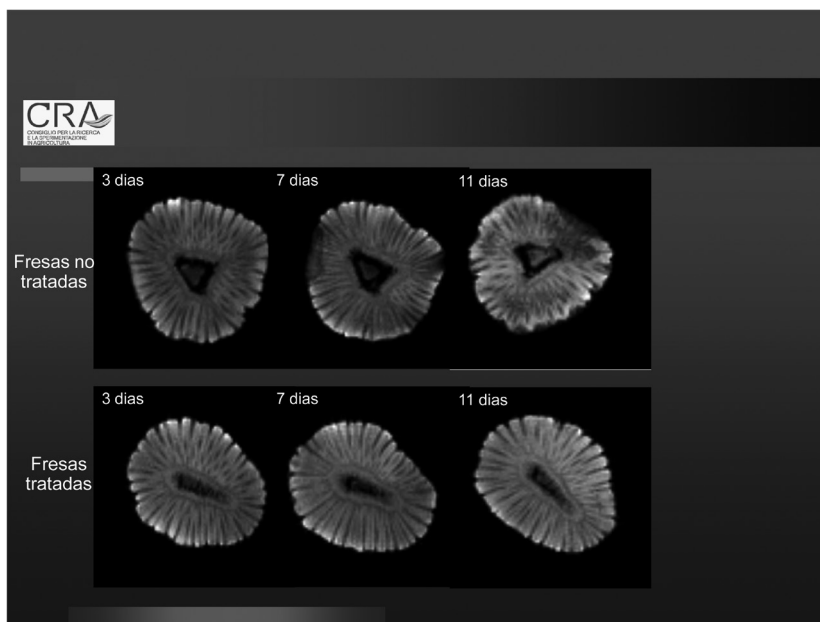 CRA
CONSIGLIO PER LA RICERCA
E LA SPERIMENTAZIONE
IN AGRICOLTURA
3 dias
7 dias
11 dias
Fresas no
tratadas
3 dias
7 dias
11 dias
Fresas
tratadas